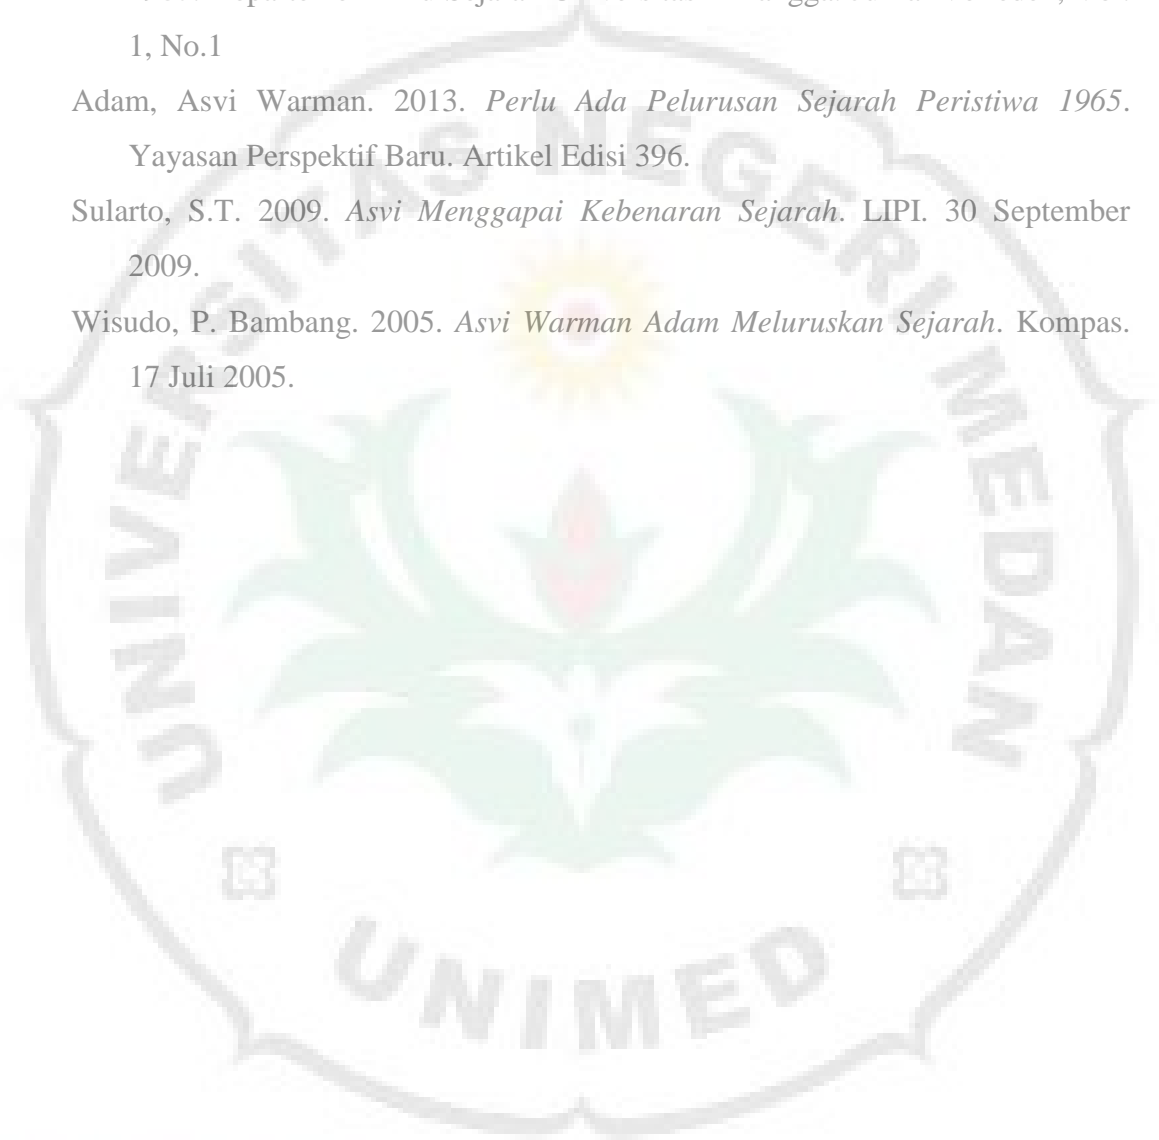 1, No.1
Adam, Asvi Warman. 2013. Perlu Ada Pelurusan Sejarah Peristiwa 1965.
Yayasan Perspektif Baru. Artikel Edisi 396.
Sularto, S.T. 2009. Asvi Menggapai Kebenaran Sejarah. LIPI. 30 September
2009.
Wisudo, P. Bambang. 2005. Asvi Warman Adam Meluruskan Sejarah. Kompas.
17 Juli 2005.
UNIVERSITAS NEGERI MEDAN
UNIMED